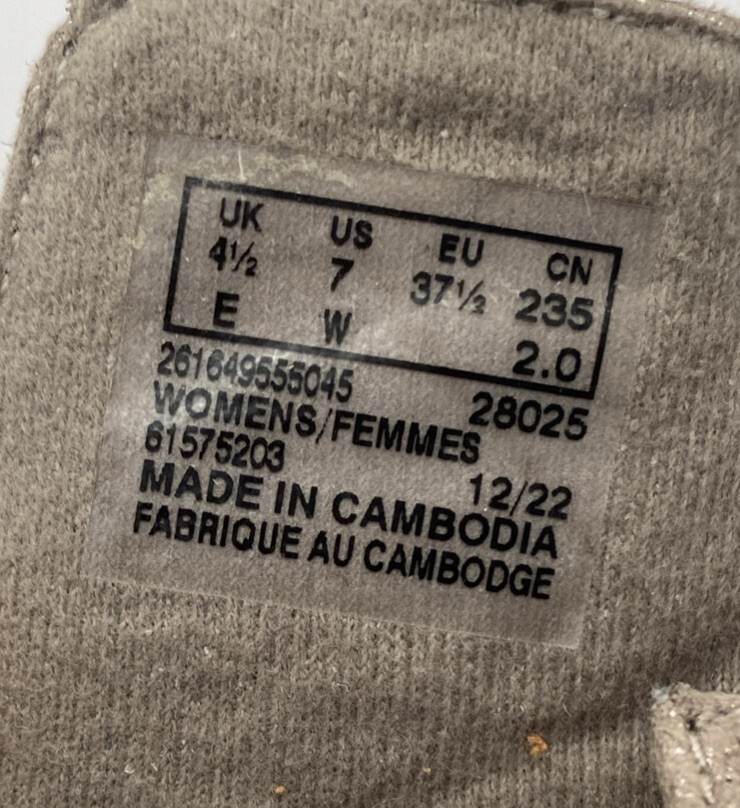 UK US EU CN
4½ 7 37½ 235
E W 2.0
261649555045 28025
WOMENS/FEMMES
61575203 12/22
MADE IN CAMBODIA
FABRIQUE AU CAMBODGE